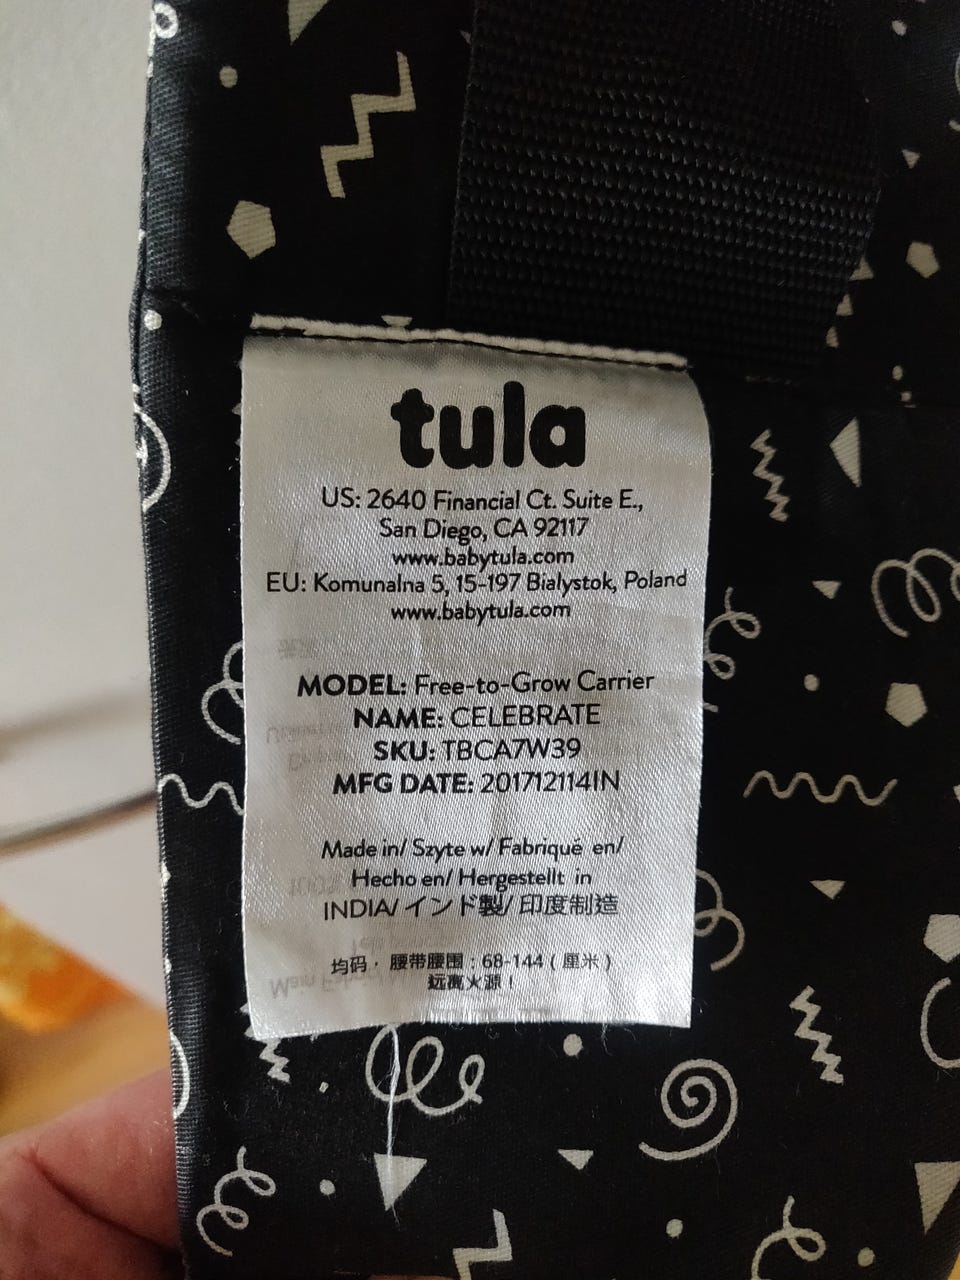 tula
US: 2640 Financial Ct. Suite E.,
San Diego, CA 92117
www.babytula.com
EU: Komunalna 5, 15-197 Bialystok, Poland
www.babytula.com
MODEL: Free-to-Grow Carrier
NAME: CELEBRATE
SKU: TBCA7W39
MFG DATE: 201712114IN
Made in/ Szyte w/ Fabriqué en/
Hecho en/ Hergestellt in
INDIA/ インド製/ 印度制造
均码· 腰带腰围:68-144(厘米)
远离火源!